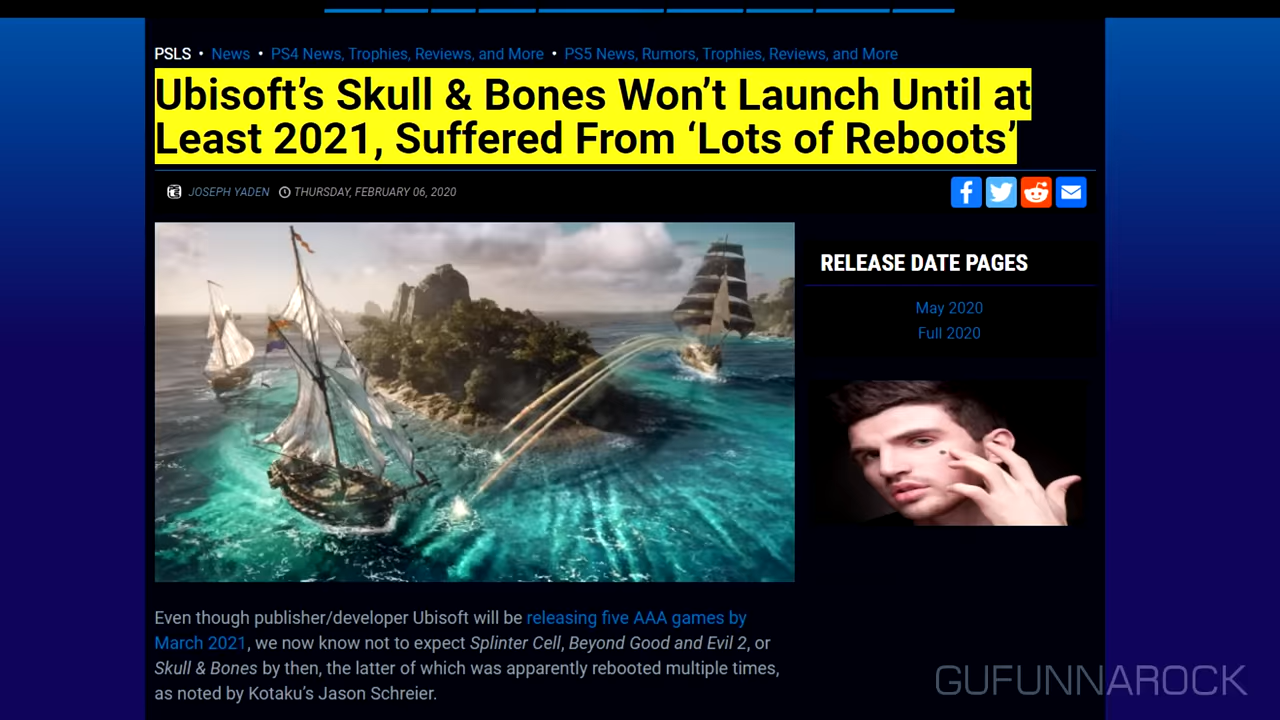 PSLS • News • PS4 News, Trophies, Reviews, and More • PS5 News, Rumors, Trophies, Reviews, and More
Ubisoft’s Skull & Bones Won’t Launch Until at
Least 2021, Suffered From ‘Lots of Reboots’
JOSEPH YADEN THURSDAY, FEBRUARY 06, 2020
RELEASE DATE PAGES
May 2020
Full 2020
Even though publisher/developer Ubisoft will be releasing five AAA games by
March 2021, we now know not to expect Splinter Cell, Beyond Good and Evil 2, or
Skull & Bones by then, the latter of which was apparently rebooted multiple times,
as noted by Kotaku’s Jason Schreier.
GUFUNNAROCK